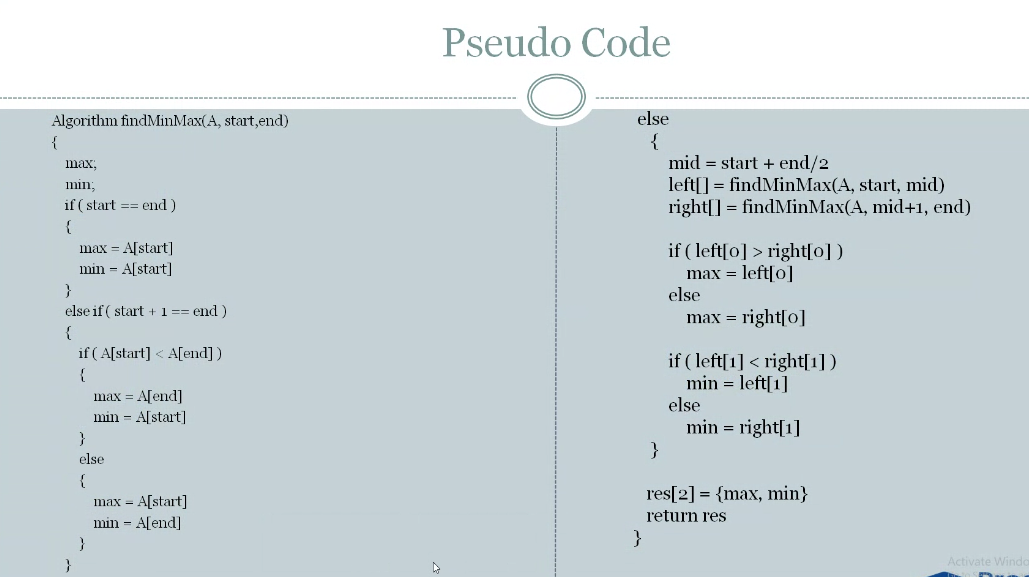 Pseudo Code
Algorithm findMinMax(A, start,end)
{
max;
min;
if ( start == end )
{
max = A[start]
min = A[start]
}
else if ( start + 1 == end )
{
if ( A[start] < A[end] )
{
max = A[end]
min = A[start]
}
else
{
max = A[start]
min = A[end]
}
}
else
{
mid = start + end/2
left[] = findMinMax(A, start, mid)
right[] = findMinMax(A, mid+1, end)
if ( left[0] > right[0] )
max = left[0]
else
max = right[0]
if ( left[1] < right[1] )
min = left[1]
else
min = right[1]
}
res[2] = {max, min}
return res
}
Activate Windo